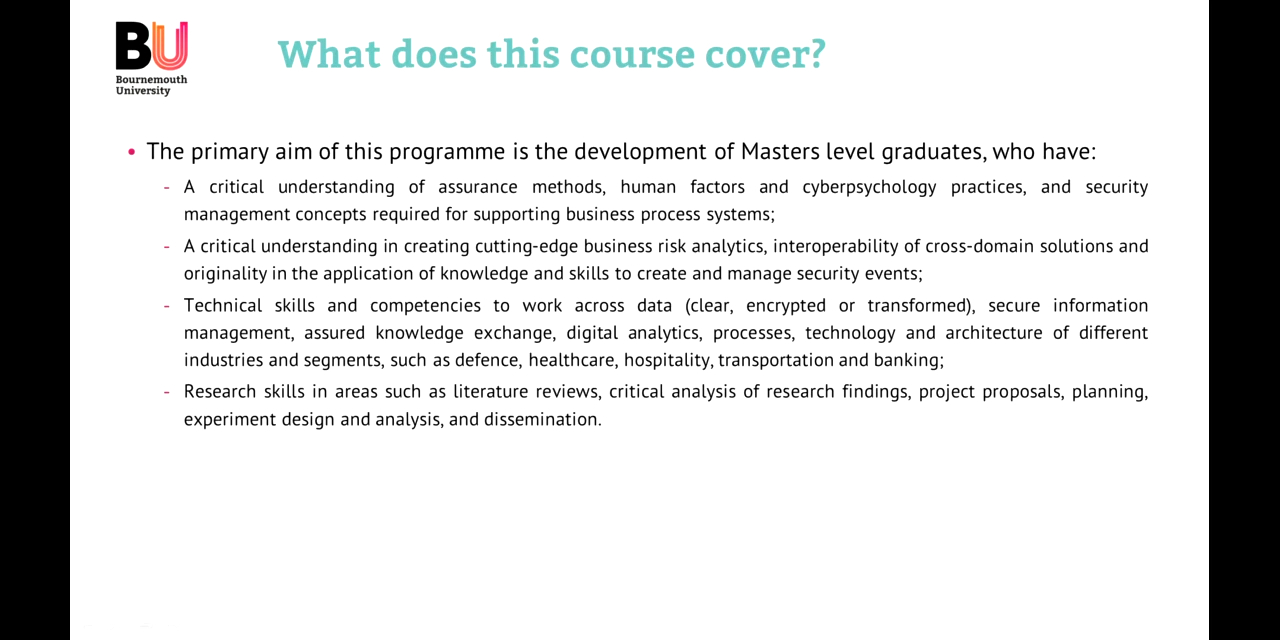 BU
Bournemouth
University
What does this course cover?
• The primary aim of this programme is the development of Masters level graduates, who have:
- A critical understanding of assurance methods, human factors and cyberpsychology practices, and security
management concepts required for supporting business process systems;
- A critical understanding in creating cutting-edge business risk analytics, interoperability of cross-domain solutions and
originality in the application of knowledge and skills to create and manage security events;
- Technical skills and competencies to work across data (clear, encrypted or transformed), secure information
management, assured knowledge exchange, digital analytics, processes, technology and architecture of different
industries and segments, such as defence, healthcare, hospitality, transportation and banking;
- Research skills in areas such as literature reviews, critical analysis of research findings, project proposals, planning,
experiment design and analysis, and dissemination.